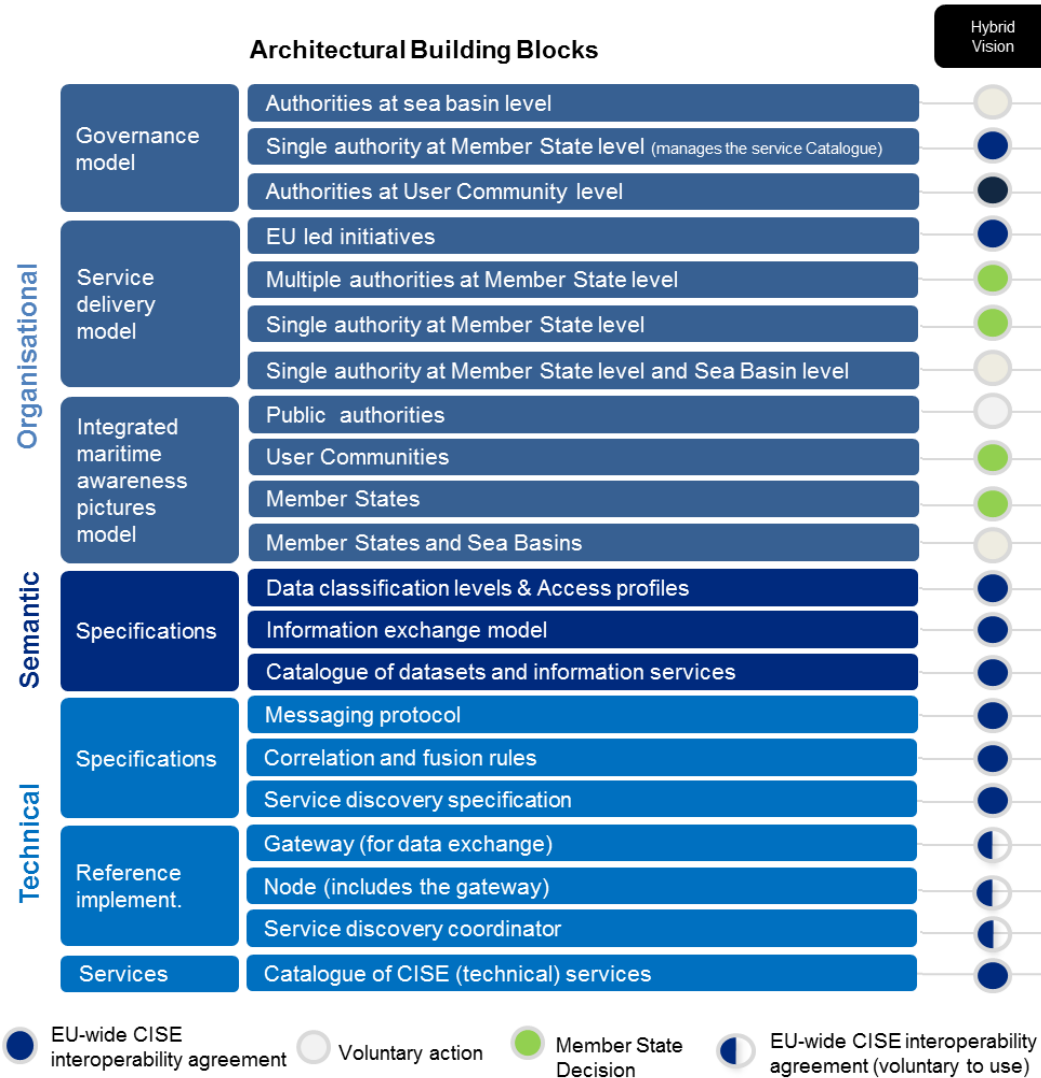 Hybrid
Vision
Architectural Building Blocks
Organisational
Governance
model
Authorities at sea basin level
Single authority at Member State level (manages the service Catalogue)
Authorities at User Community level
Service
delivery
model
EU led initiatives
Multiple authorities at Member State level
Single authority at Member State level
Single authority at Member State level and Sea Basin level
Integrated
maritime
awareness
pictures
model
Public authorities
User Communities
Member States
Member States and Sea Basins
Semantic
Specifications
Data classification levels & Access profiles
Information exchange model
Catalogue of datasets and information services
Technical
Specifications
Messaging protocol
Correlation and fusion rules
Service discovery specification
Reference
implement.
Gateway (for data exchange)
Node (includes the gateway)
Service discovery coordinator
Services
Catalogue of CISE (technical) services
EU-wide CISE
interoperability agreement
Voluntary action
Member State
Decision
EU-wide CISE interoperability
agreement (voluntary to use)